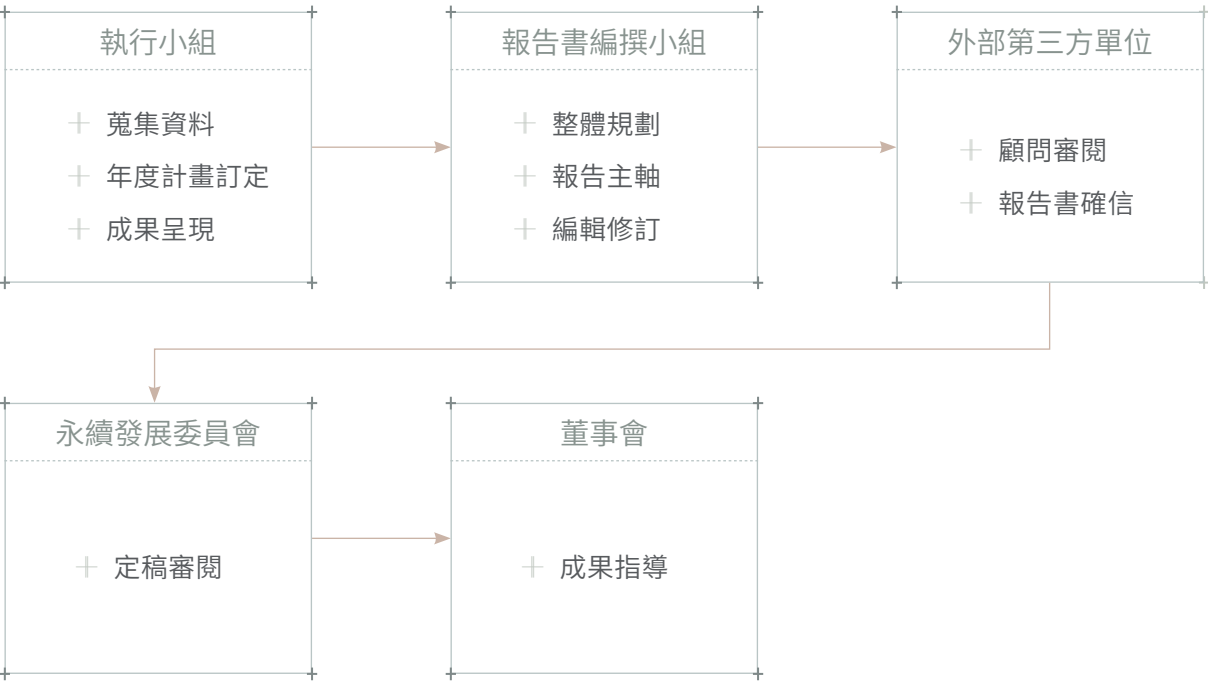 執行小組
蒐集資料
年度計畫訂定
成果呈現
報告書編撰小組
整體規劃
報告主軸
編輯修訂
外部第三方單位
顧問審閱
報告書確信
永續發展委員會
定稿審閱
董事會
成果指導